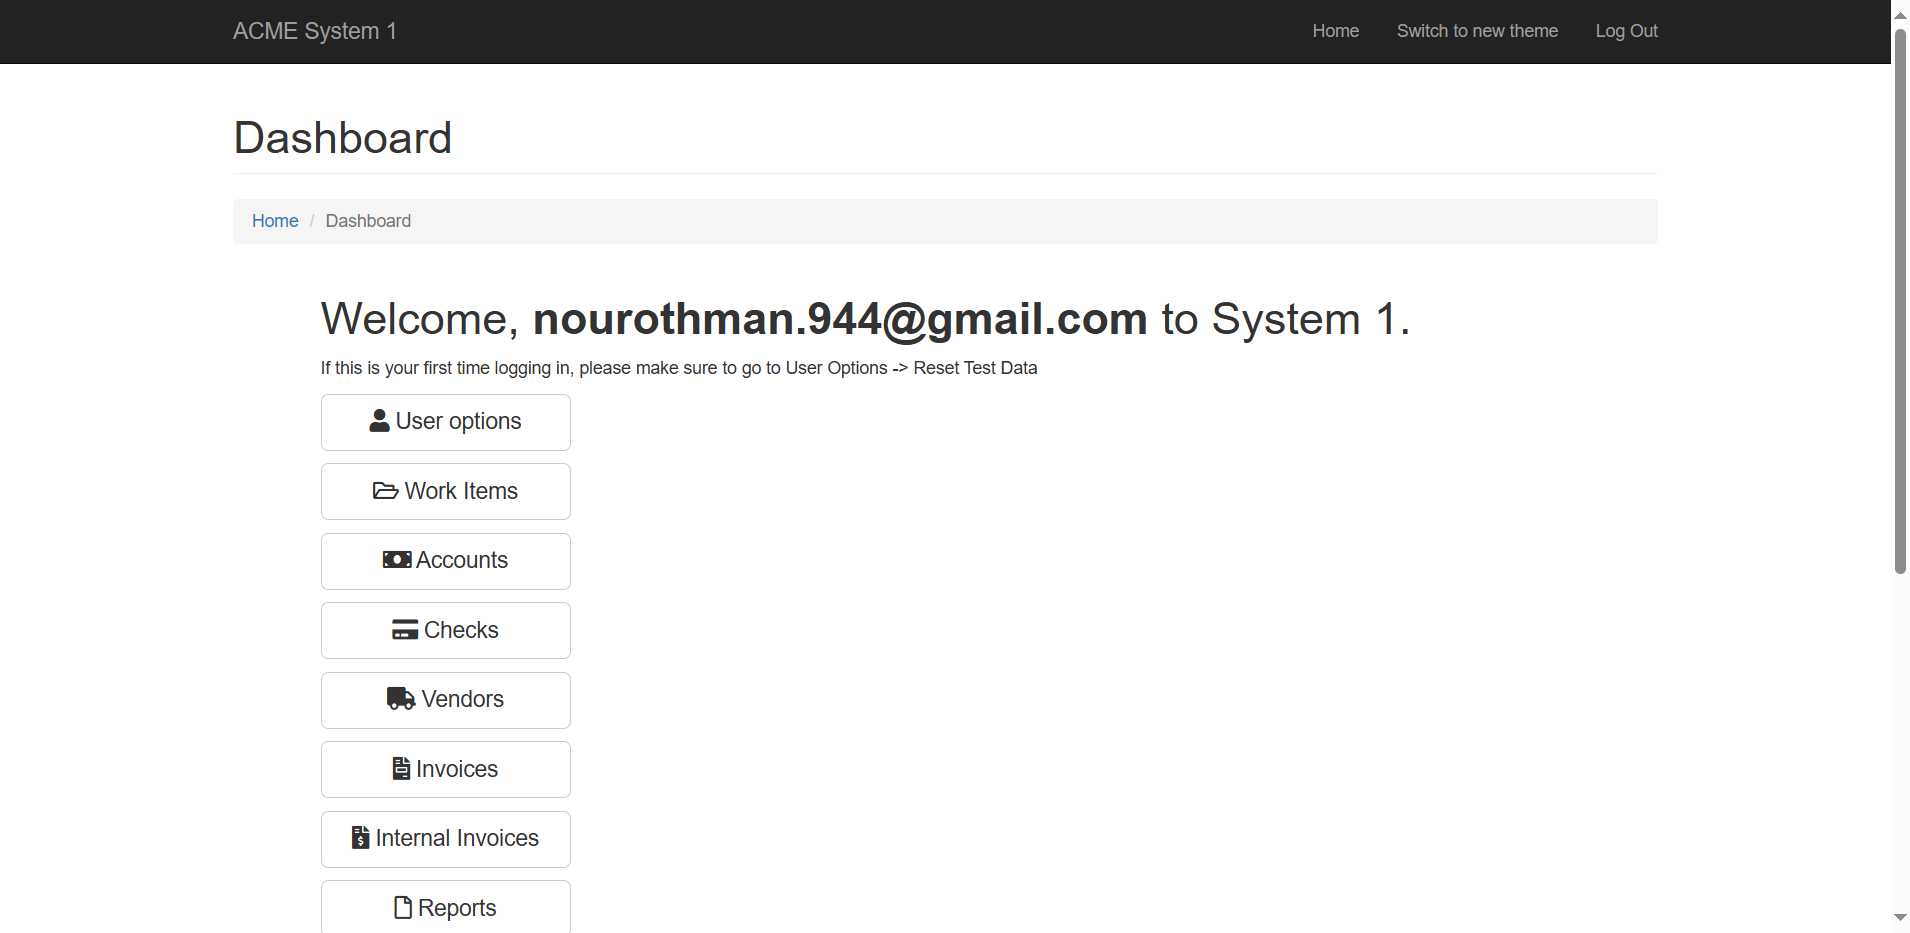 ACME System 1
Home
Switch to new theme
Log Out
Dashboard
Home / Dashboard
Welcome, nourothman.944@gmail.com to System 1.
If this is your first time logging in, please make sure to go to User Options -> Reset Test Data
User options
Work Items
Accounts
Checks
Vendors
Invoices
Internal Invoices
Reports